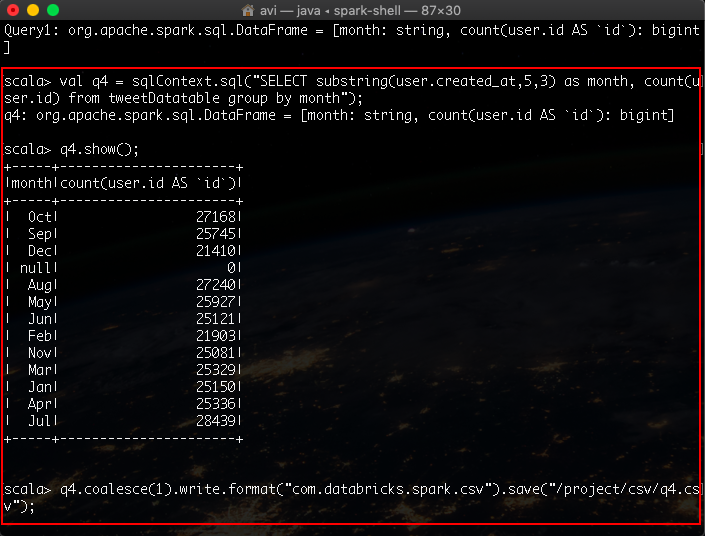 avi — java ◂ spark-shell — 87×30
Query1: org.apache.spark.sql.DataFrame = [month: string, count(user.id AS `id`): bigint
]
scala> val q4 = sqlContext.sql("SELECT substring(user.created_at,5,3) as month, count(u
ser.id) from tweetDatatable group by month");
q4: org.apache.spark.sql.DataFrame = [month: string, count(user.id AS `id`): bigint]
scala> q4.show();
+-----+----------------------+
|month|count(user.id AS `id`)|
+-----+----------------------+
|  Oct|                 27168|
|  Sep|                 25745|
|  Dec|                 21410|
| null|                     0|
|  Aug|                 27240|
|  May|                 25927|
|  Jun|                 25121|
|  Feb|                 21903|
|  Nov|                 25081|
|  Mar|                 25329|
|  Jan|                 25150|
|  Apr|                 25336|
|  Jul|                 28439|
+-----+----------------------+
scala> q4.coalesce(1).write.format("com.databricks.spark.csv").save("/project/csv/q4.cs
v");